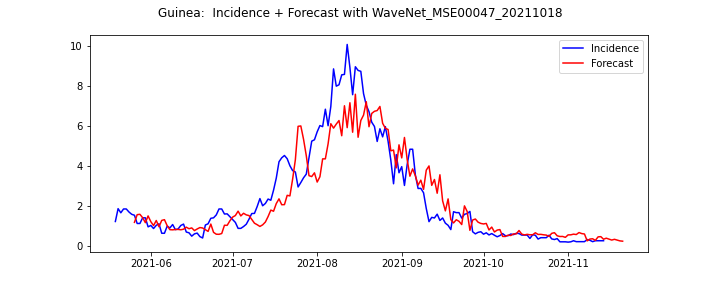 Guinea:  Incidence + Forecast with WaveNet_MSE00047_20211018
Incidence
Forecast
10
8
6
4
2
0
2021-06 2021-07 2021-08 2021-09 2021-10 2021-11